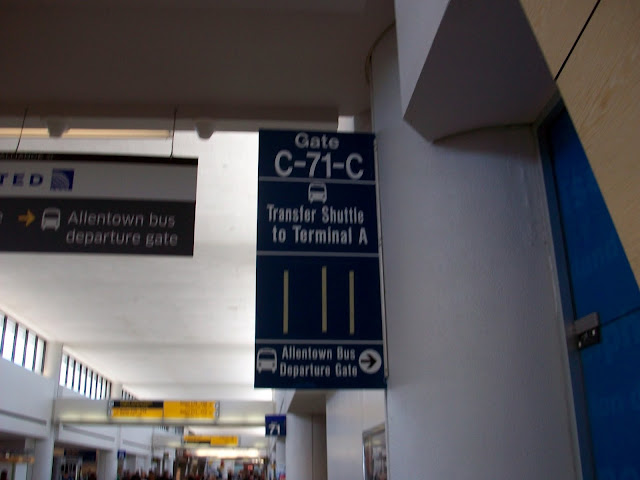 Gate
C-71-C
Transfer Shuttle
to Terminal A
Allentown Bus
Departure Gate
TED
Allentown bus
departure gate
71